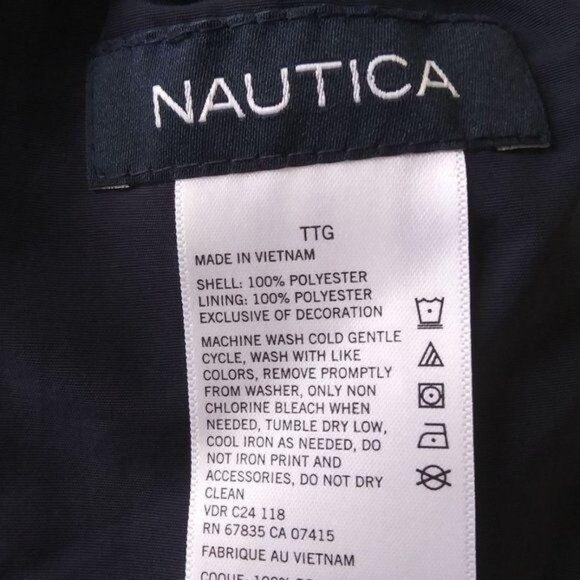 NAUTICA
TTG
MADE IN VIETNAM
SHELL: 100% POLYESTER
LINING: 100% POLYESTER
EXCLUSIVE OF DECORATION
MACHINE WASH COLD GENTLE
CYCLE, WASH WITH LIKE
COLORS, REMOVE PROMPTLY
FROM WASHER, ONLY NON
CHLORINE BLEACH WHEN
NEEDED, TUMBLE DRY LOW,
COOL IRON AS NEEDED, DO
NOT IRON PRINT AND
ACCESSORIES, DO NOT DRY
CLEAN
VDR C24 118
RN 67835 CA 07415
FABRIQUE AU VIETNAM
COQUE: 100%